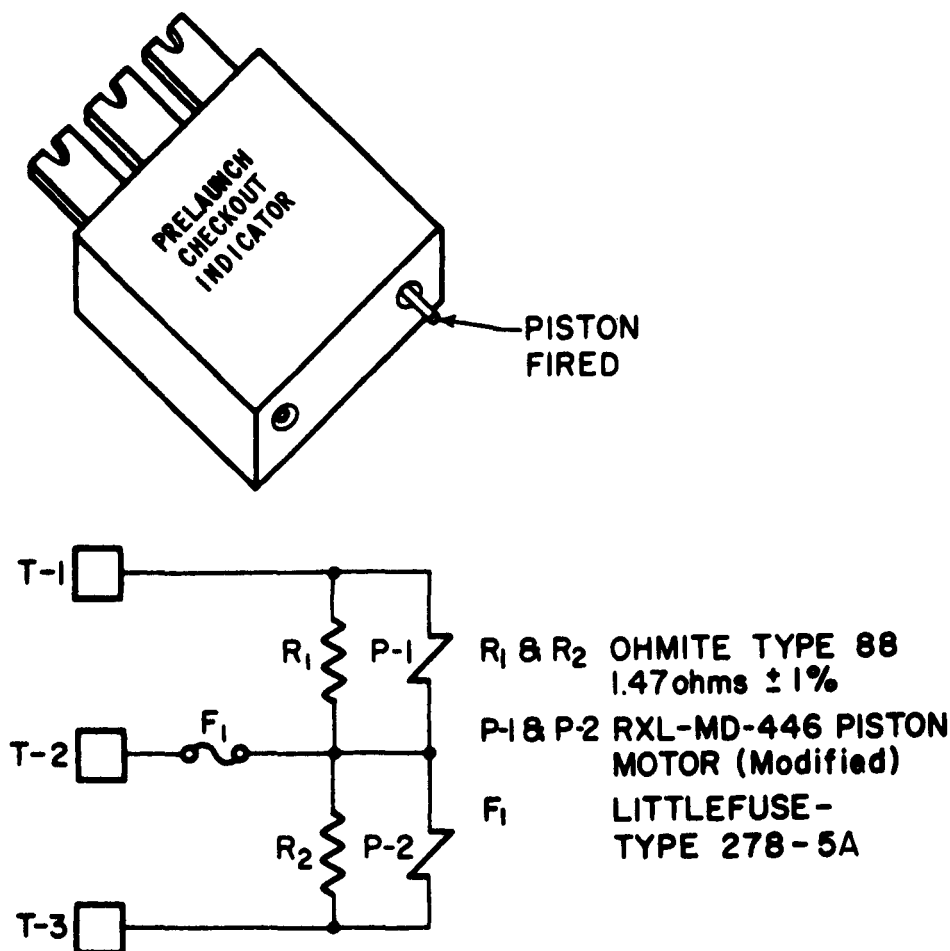 PRELAUNCH
CHECKOUT
INDICATOR
PISTON
FIRED
T-1
R₁
P-1
R₁ & R₂ OHMITE TYPE 88
1.47 ohms ± 1%
T-2
F₁
P-1 & P-2 RXL-MD-446 PISTON
MOTOR (Modified)
F₁ LITTLEFUSE-
TYPE 278-5A
R₂
P-2
T-3